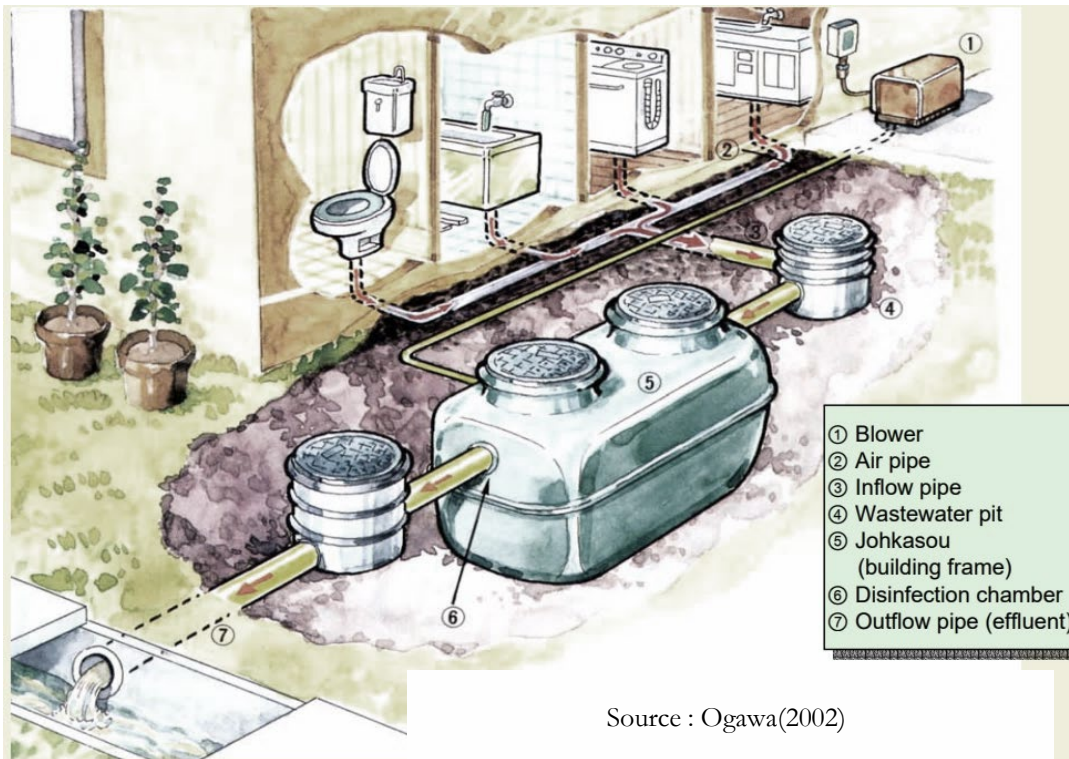 ①
②
③
④
⑤
⑥
⑦
① Blower
② Air pipe
③ Inflow pipe
④ Wastewater pit
⑤ Johkasou
(building frame)
⑥ Disinfection chamber
⑦ Outflow pipe (effluent)
Source : Ogawa(2002)